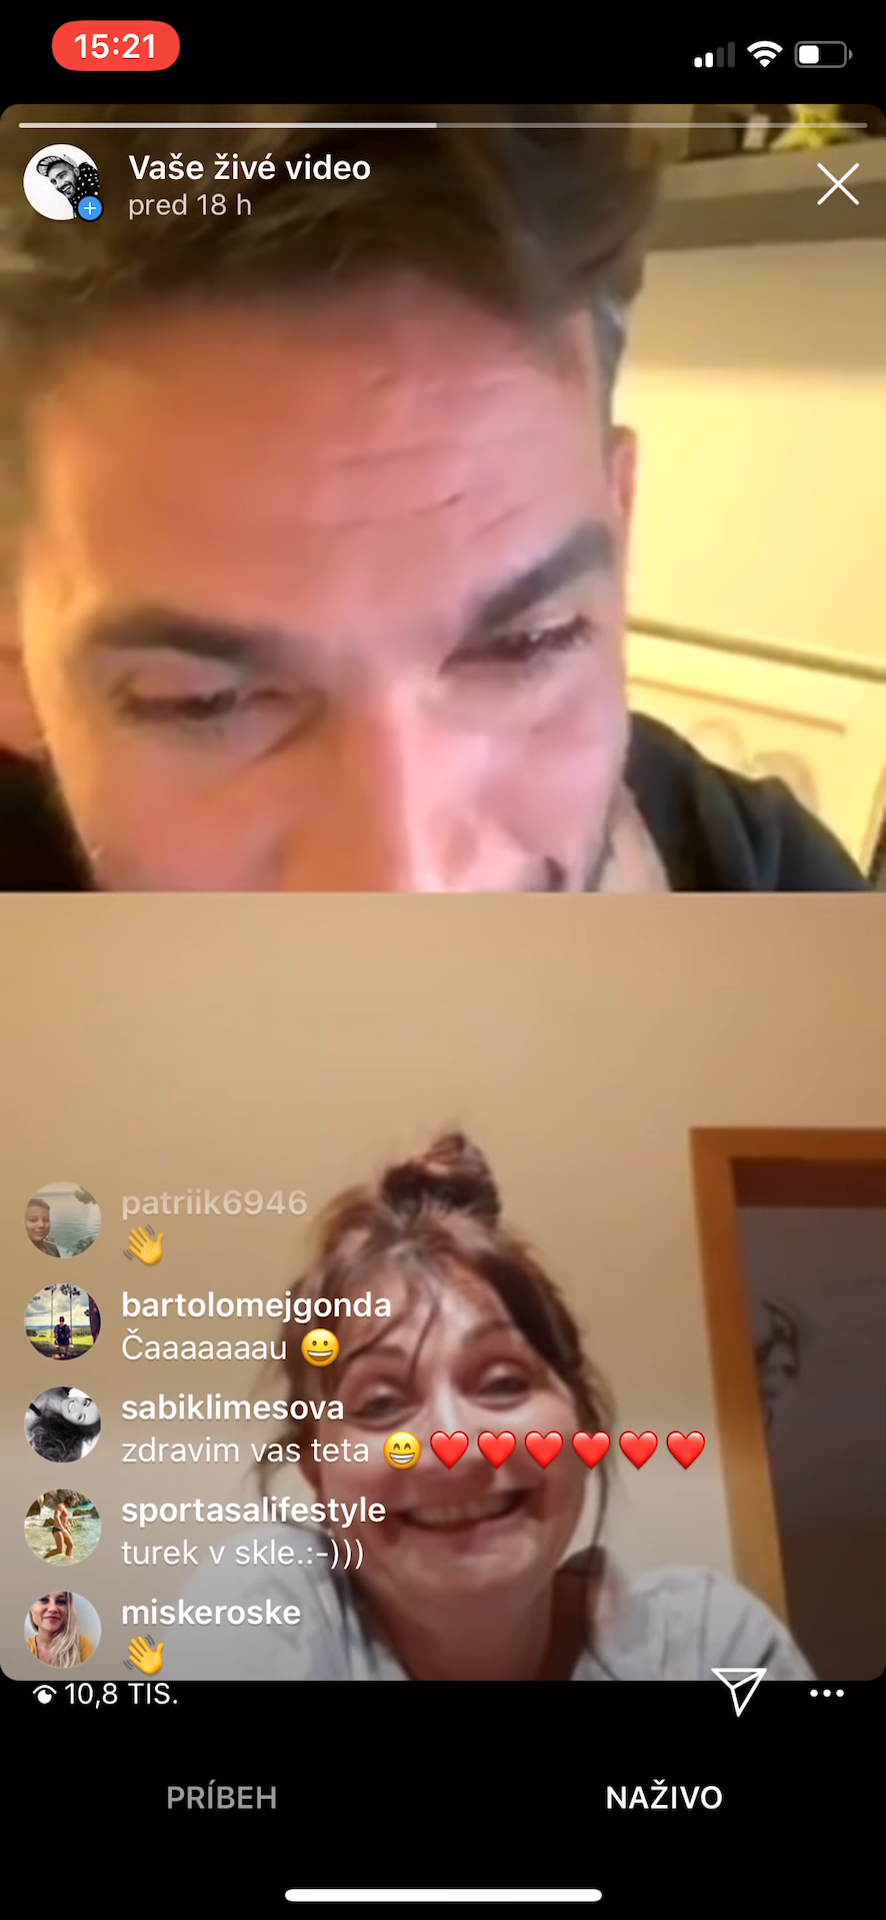 15:21
Vaše živé video
pred 18 h
patriik6946
👋
bartolomejgonda
Čaaaaaaau 😀
sabiklimesova
zdravim vas teta 😁❤️❤️❤️❤️❤️❤️
sportasalifestyle
turek v skle.:-)))
miskeroske
👋
10,8 TIS.
PRÍBEH
NAŽIVO